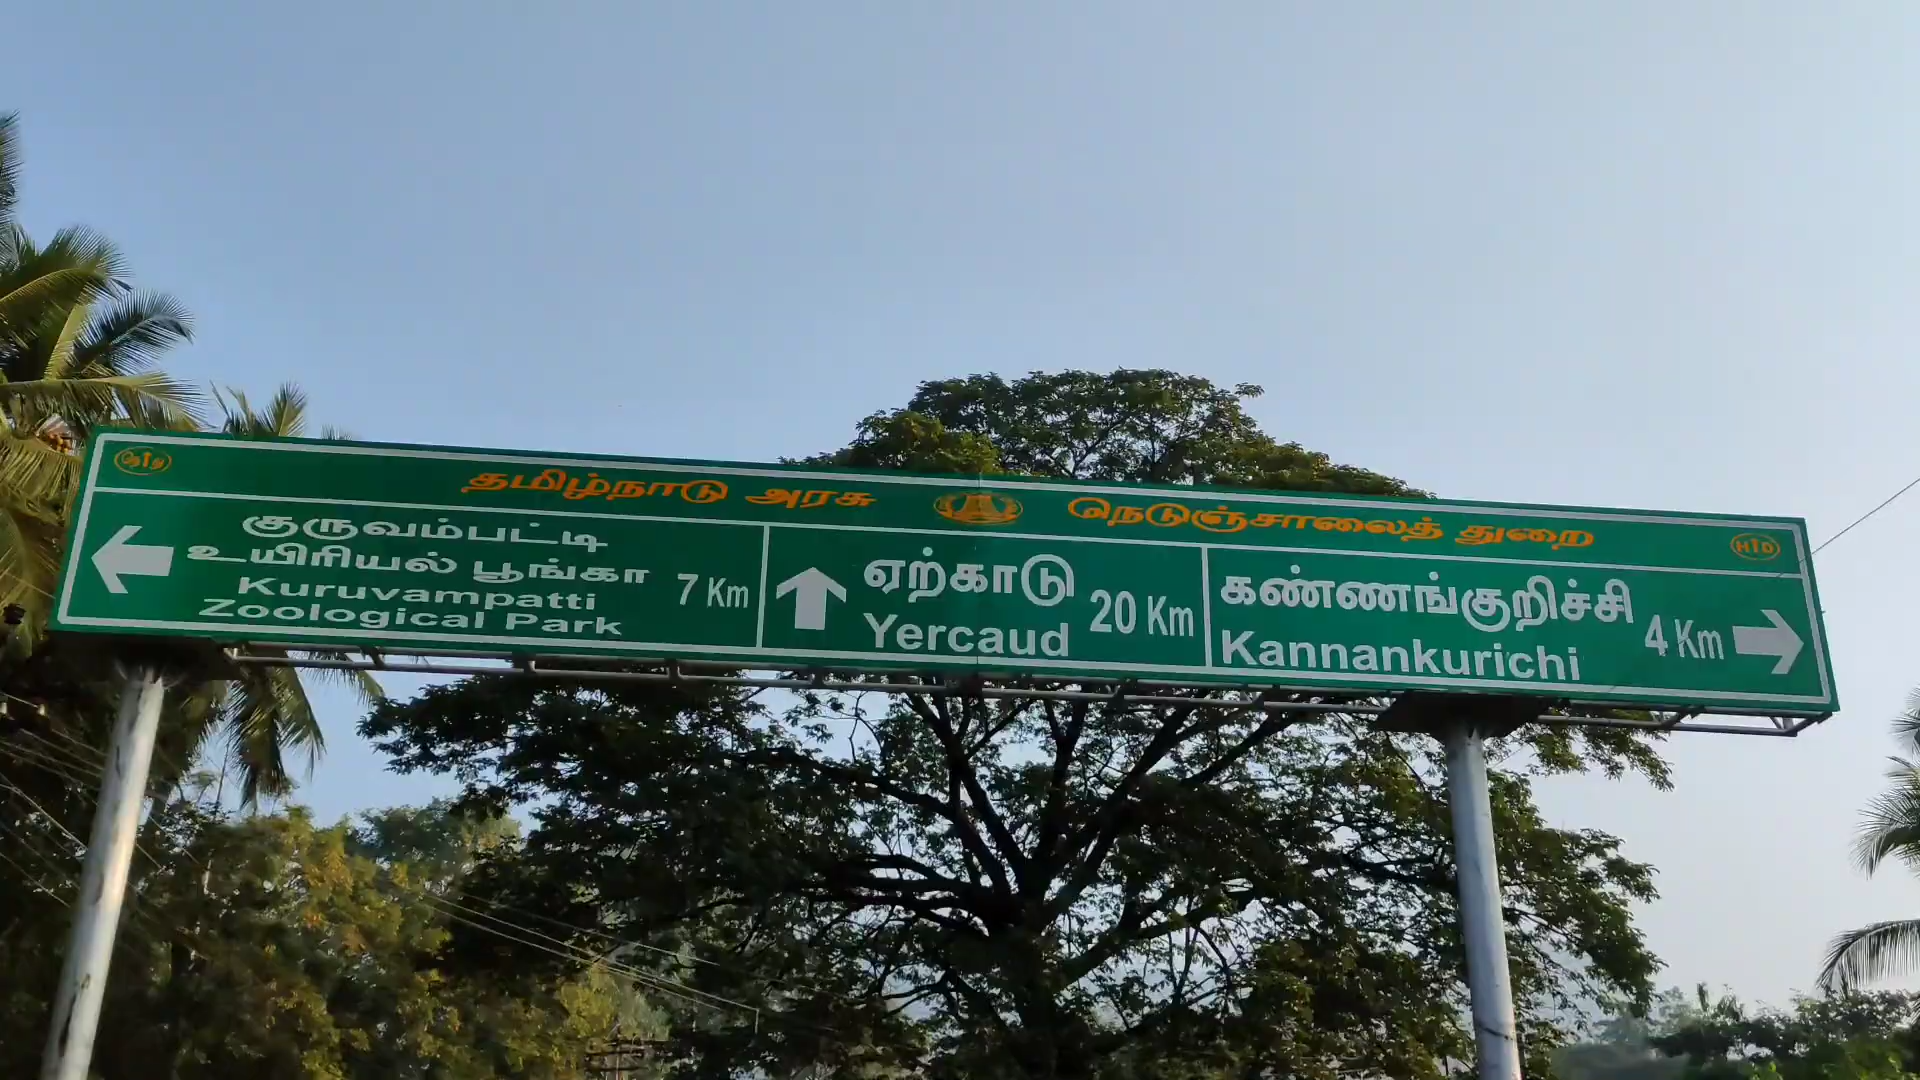 தமிழ்நாடு அரசு நெடுஞ்சாலைத் துறை
HTD
குருவம்பட்டி
உயிரியல் பூங்கா
Kuruvampatti
Zoological Park
7 Km
ஏற்காடு
Yercaud
20 Km
கண்ணங்குறிச்சி
Kannankurichi
4 Km